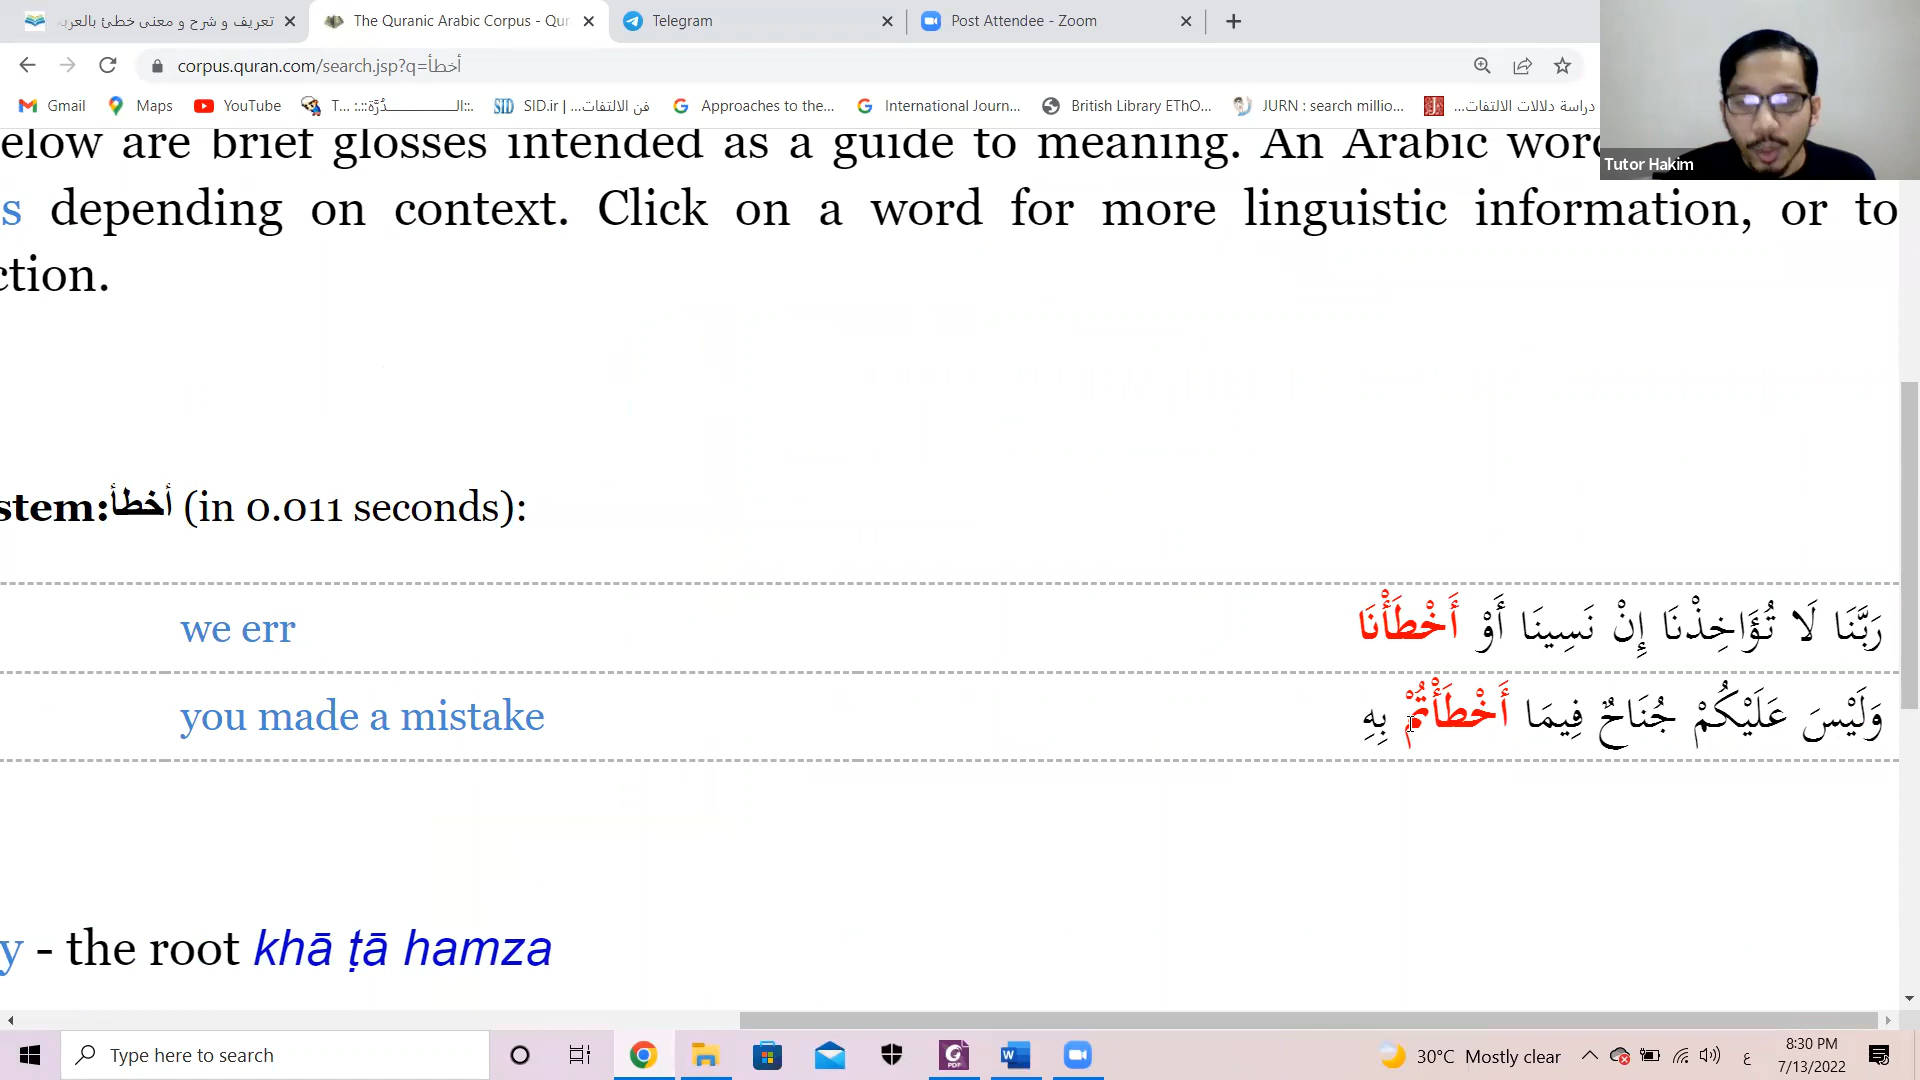 تعريف و شرح و معنى خطئ بالعرب
The Quranic Arabic Corpus - Qur
Telegram
Post Attendee - Zoom
corpus.quran.com/search.jsp?q=أخطأ
Gmail
Maps
YouTube
SID.ir | ...فن الالتفات
Approaches to the...
International Journ...
British Library EThO...
JURN : search millio...
دراسة دلالات الالتفات...
Tutor Hakim
elow are brief glosses intended as a guide to meaning. An Arabic
s depending on context. Click on a word for more linguistic information, or to
ction.
stem:أخطأ (in 0.011 seconds):
we err
رَبَّنَا لَا تُؤَاخِذْنَا إِنْ نَسِينَا أَوْ أَخْطَأْنَا
you made a mistake
وَلَيْسَ عَلَيْكُمْ جُنَاحٌ فِيمَا أَخْطَأْتُمْ بِهِ
y - the root khā ṭā hamza
Type here to search
30°C Mostly clear
ع
8:30 PM
7/13/2022